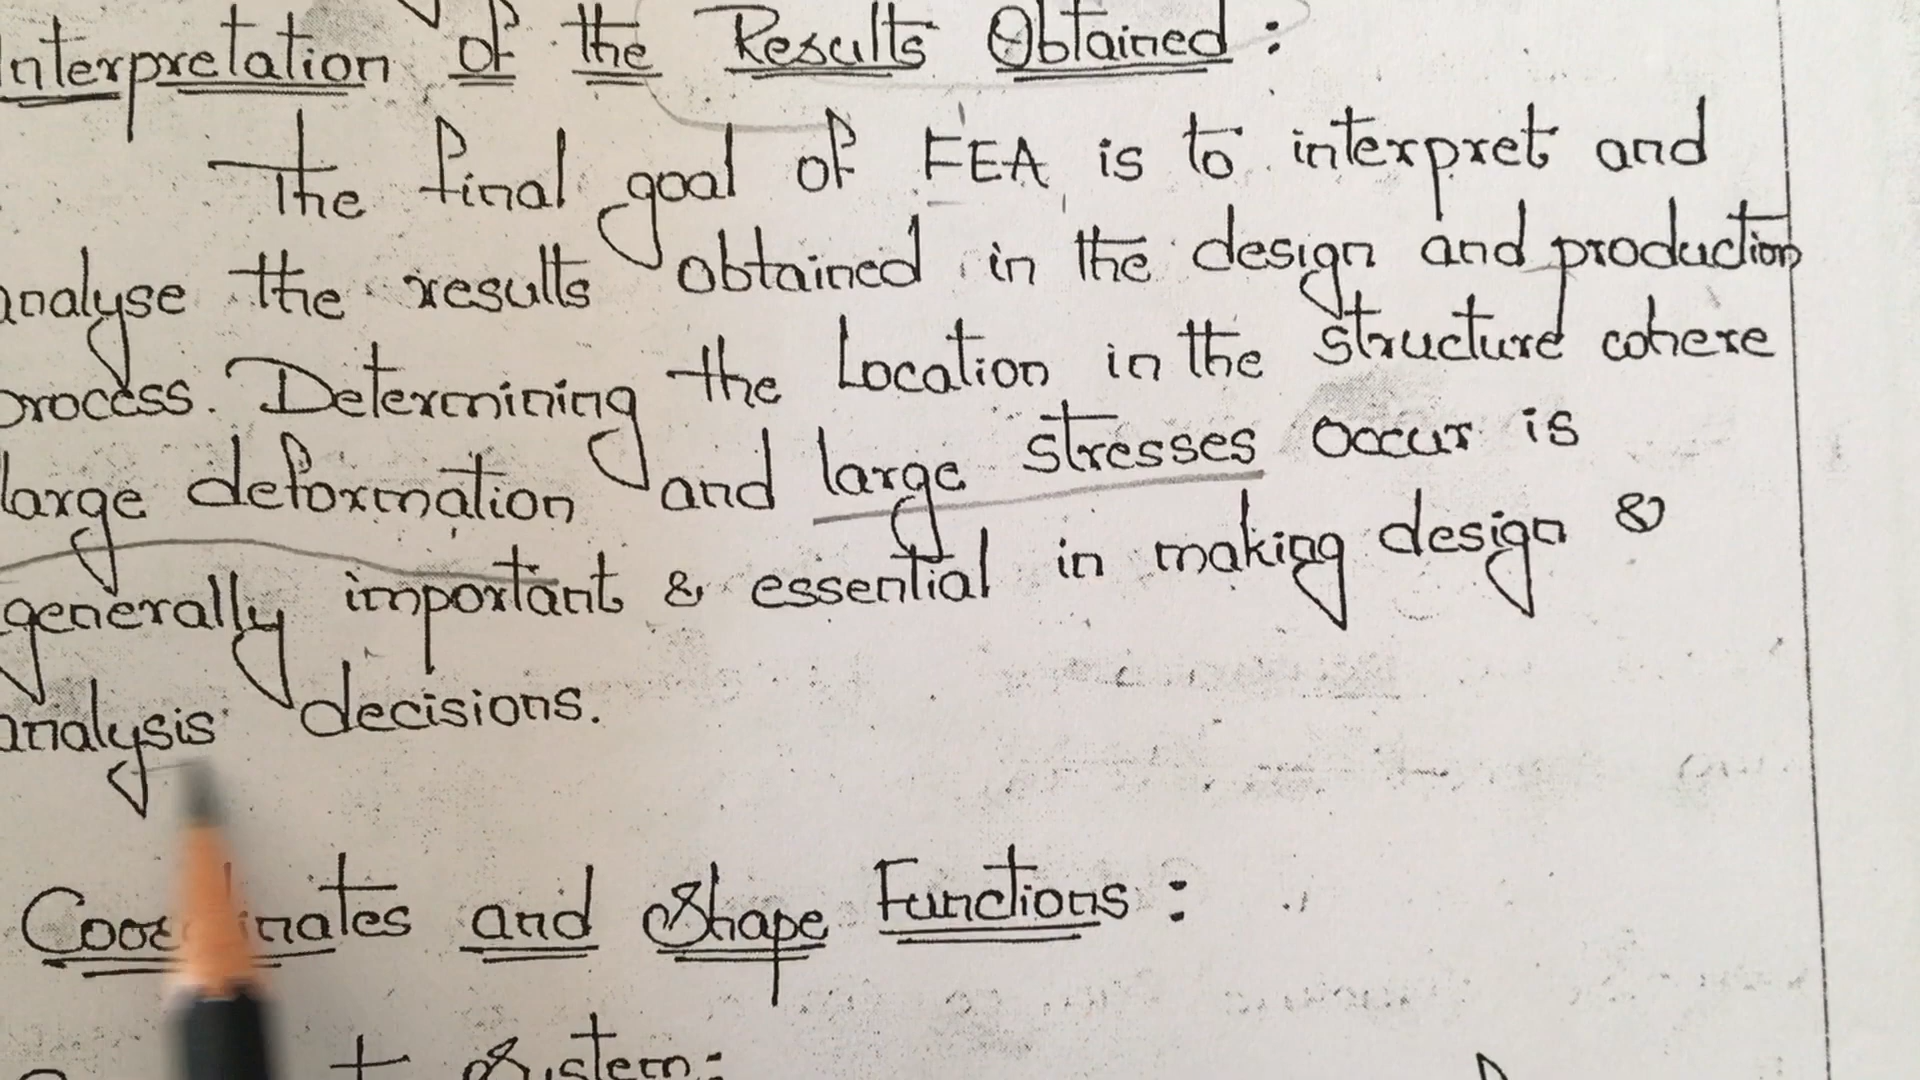 Interpretation of the Results Obtained :
The final goal of FEA is to interpret and
analyse the results obtained in the design and production
process. Determining the Location in the structure where
large deformation and large stresses occur is
generally important & essential in making design &
analysis decisions.
Coordinates and Shape Functions :
System: